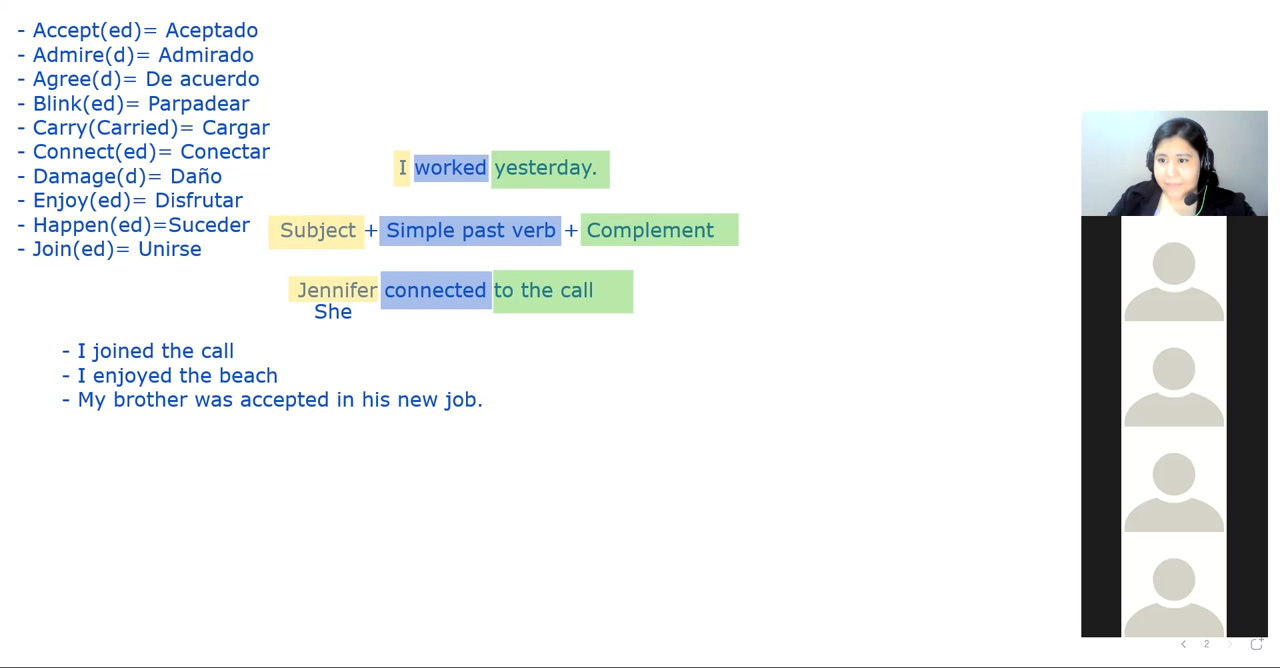 - Accept(ed)= Aceptado
- Admire(d)= Admirado
- Agree(d)= De acuerdo
- Blink(ed)= Parpadear
- Carry(Carried)= Cargar
- Connect(ed)= Conectar
- Damage(d)= Daño
- Enjoy(ed)= Disfrutar
- Happen(ed)=Suceder
- Join(ed)= Unirse
I worked yesterday.
Subject + Simple past verb + Complement
Jennifer connected to the call
She
- I joined the call
- I enjoyed the beach
- My brother was accepted in his new job.
2